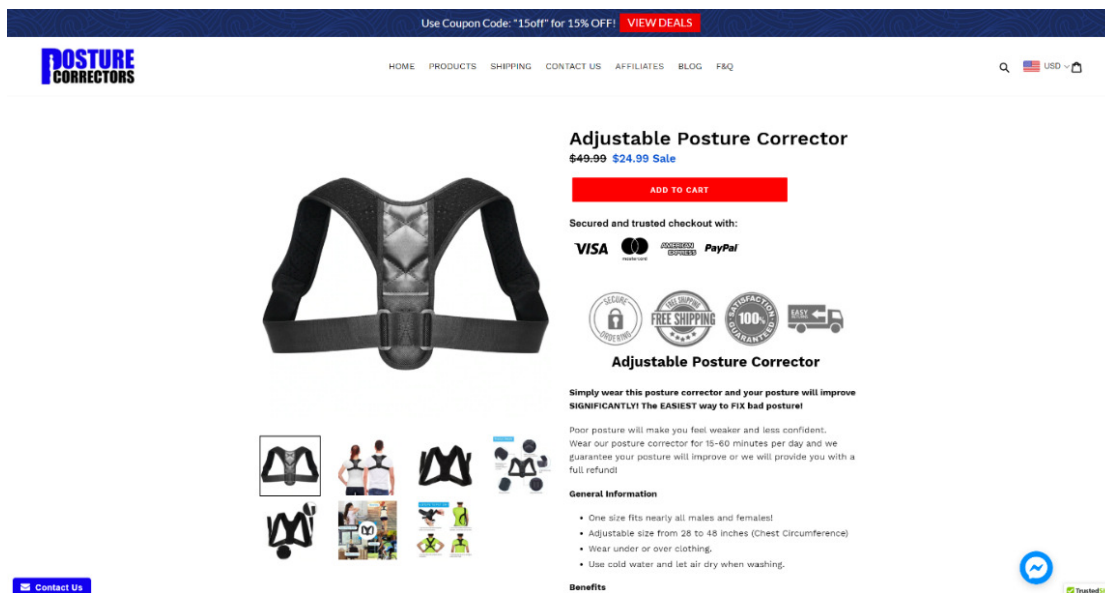 Use Coupon Code: "15off" for 15% OFF! VIEW DEALS
POSTURE
CORRECTORS
HOME PRODUCTS SHIPPING CONTACT US AFFILIATES BLOG F&Q
USD
Adjustable Posture Corrector
$49.99 $24.99 Sale
ADD TO CART
Secured and trusted checkout with:
VISA mastercard AMERICAN EXPRESS PayPal
SECURE ORDERING
FREE SHIPPING
FREE SHIPPING
SATISFACTION 100% GUARANTEED
EASY
Adjustable Posture Corrector
Simply wear this posture corrector and your posture will improve
SIGNIFICANTLY! The EASIEST way to FIX bad posture!
Poor posture will make you feel weaker and less confident.
Wear our posture corrector for 15-60 minutes per day and we
guarantee your posture will improve or we will provide you with a
full refund!
General Information
One size fits nearly all males and females!
Adjustable size from 28 to 48 inches (Chest Circumference)
Wear under or over clothing.
Use cold water and let air dry when washing.
Benefits
Contact Us
Trusted